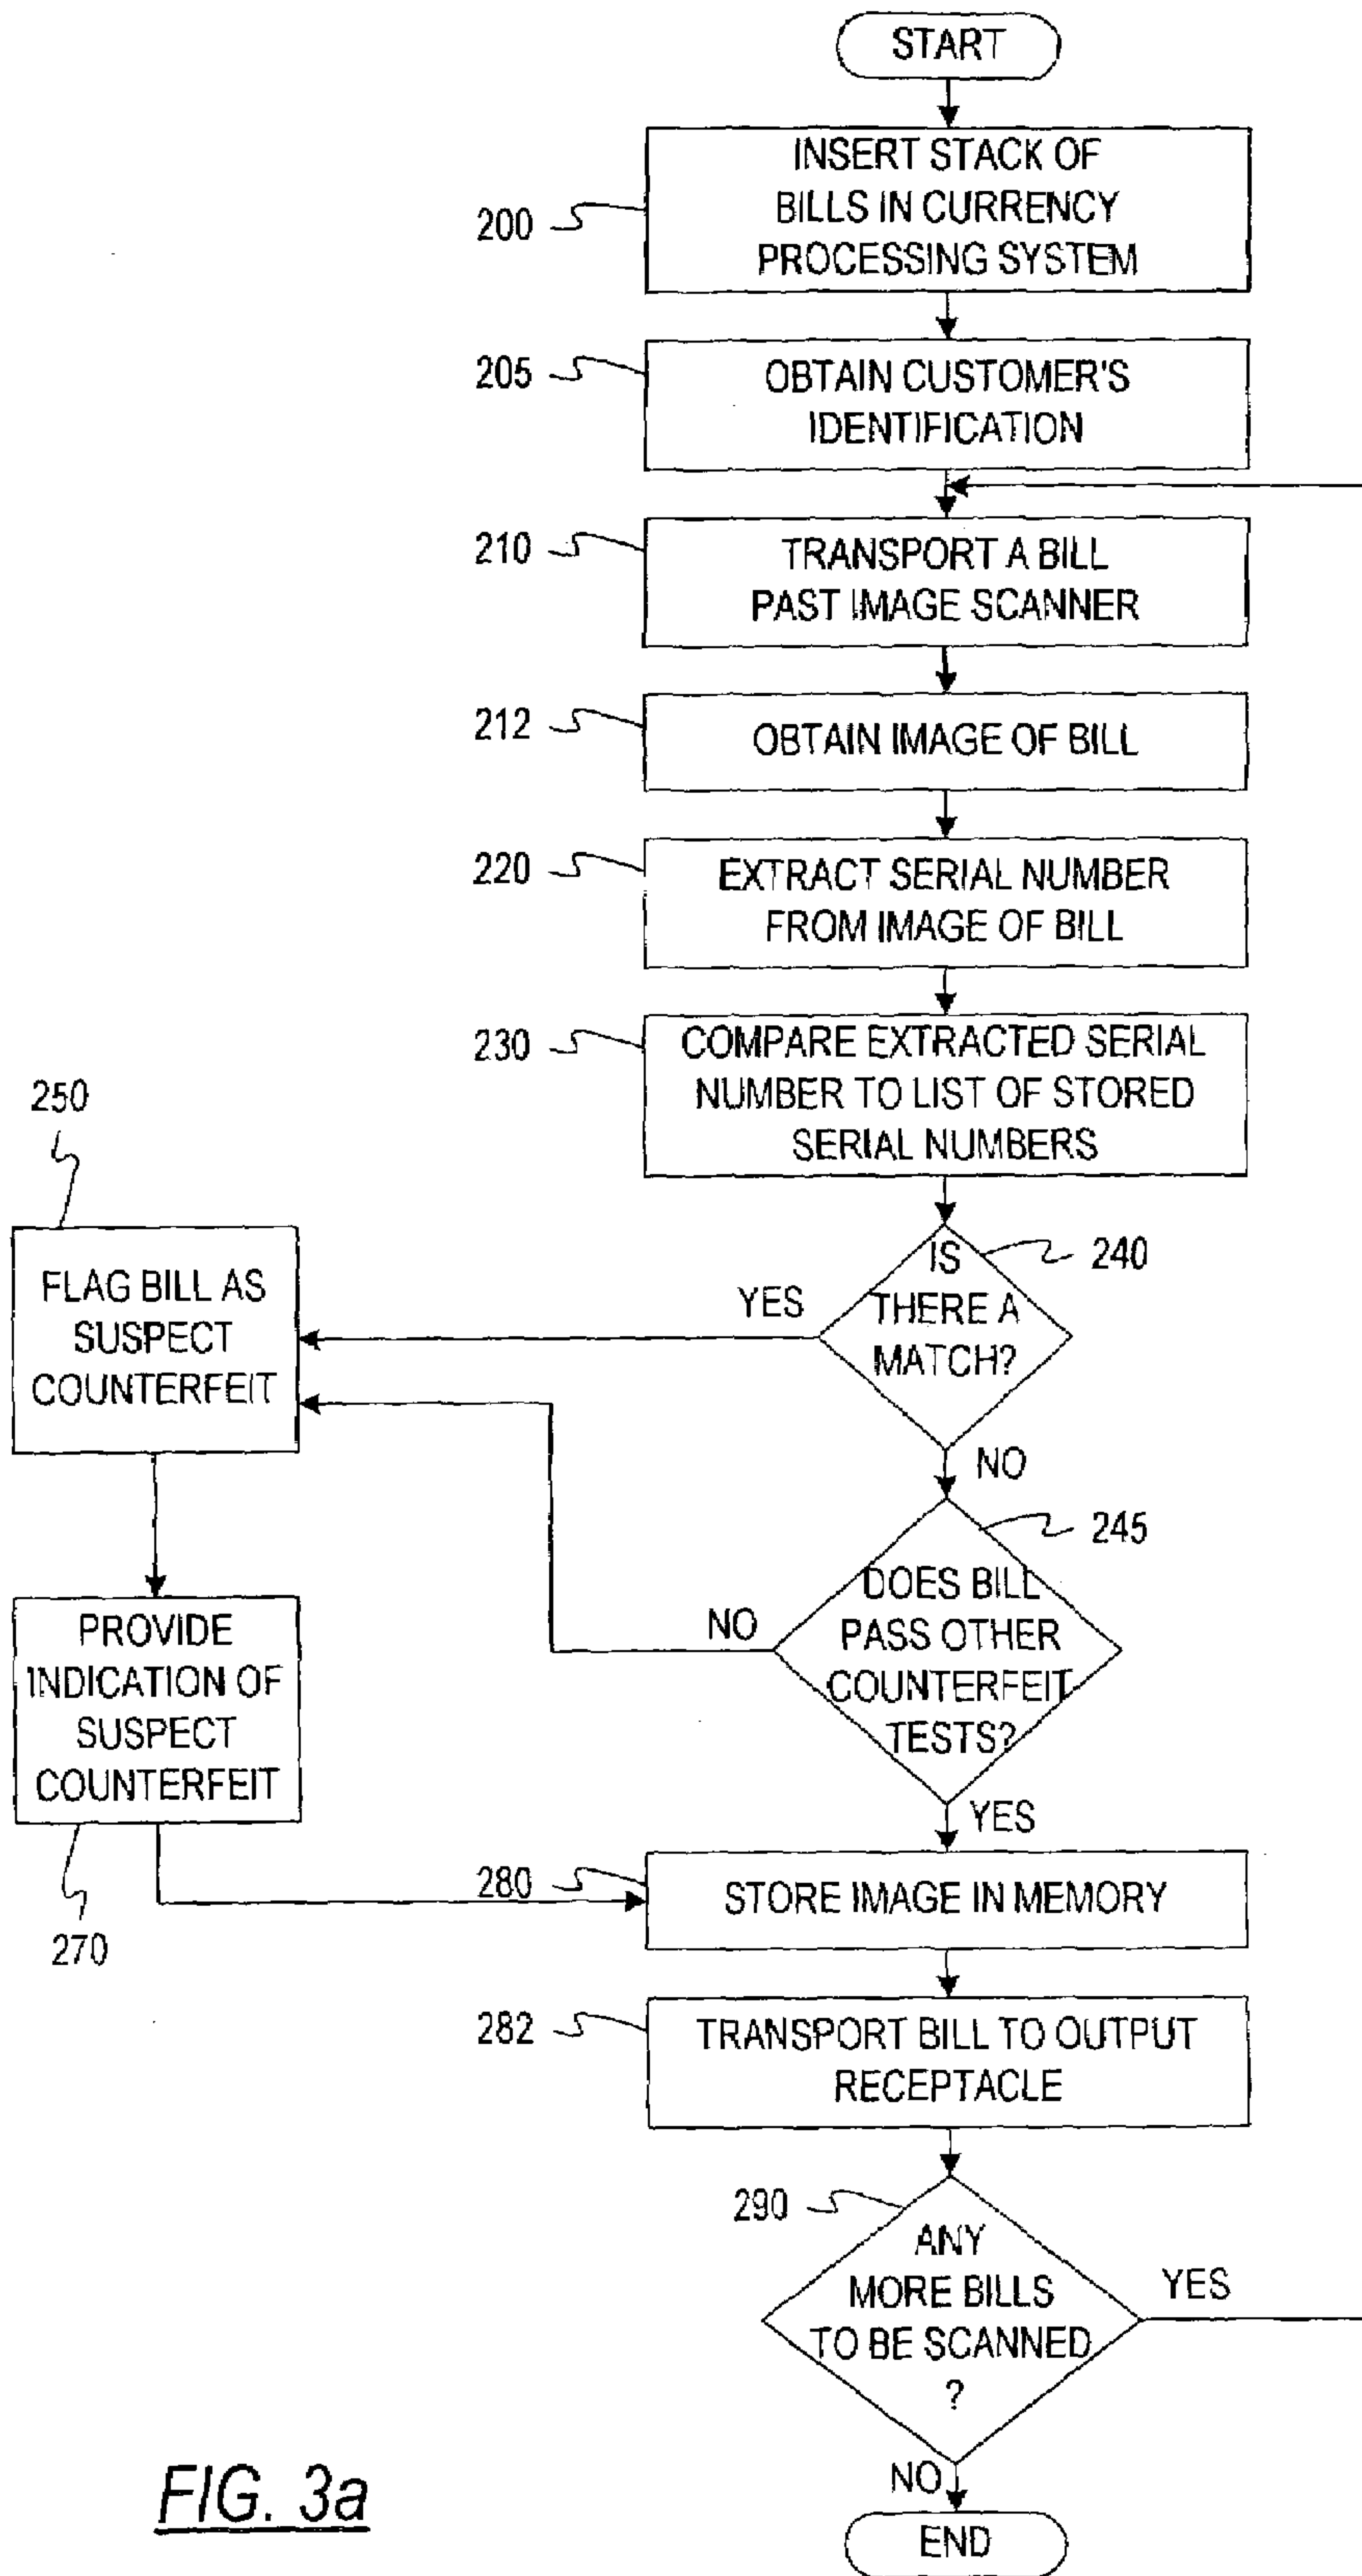 START
INSERT STACK OF
BILLS IN CURRENCY
PROCESSING SYSTEM
200
205
OBTAIN CUSTOMER'S
IDENTIFICATION
210
TRANSPORT A BILL
PAST IMAGE SCANNER
212
OBTAIN IMAGE OF BILL
220
EXTRACT SERIAL NUMBER
FROM IMAGE OF BILL
230
COMPARE EXTRACTED SERIAL
NUMBER TO LIST OF STORED
SERIAL NUMBERS
240
IS
THERE A
MATCH?
YES
250
FLAG BILL AS
SUSPECT
COUNTERFEIT
NO
245
DOES BILL
PASS OTHER
COUNTERFEIT
TESTS?
NO
PROVIDE
INDICATION OF
SUSPECT
COUNTERFEIT
270
YES
280
STORE IMAGE IN MEMORY
282
TRANSPORT BILL TO OUTPUT
RECEPTACLE
290
ANY
MORE BILLS
TO BE SCANNED
?
YES
NO
END
FIG. 3a